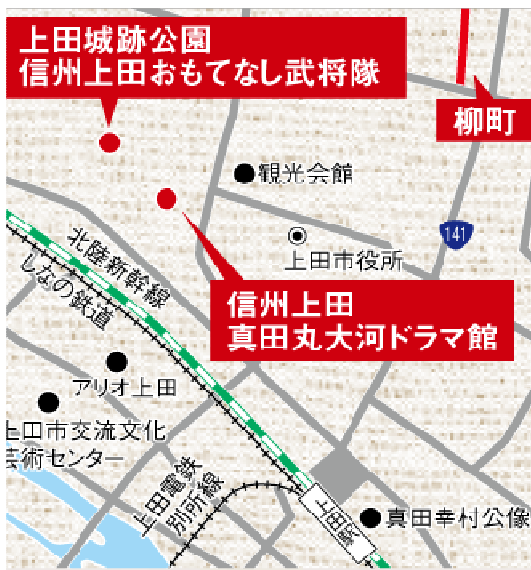 上田城跡公園
信州上田おもてなし武将隊
柳町
観光会館
141
上田市役所
北陸新幹線
しなの鉄道
信州上田
真田丸大河ドラマ館
アリオ上田
上田市交流文化
芸術センター
上田電鉄
別所線
上田駅
真田幸村公像